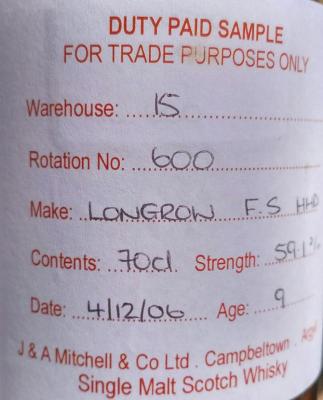 DUTY PAID SAMPLE
FOR TRADE PURPOSES ONLY
Warehouse: 15
Rotation No: 600
Make: LONGROW F.S HHD
Contents: 70cl Strength: 59.1%
Date: 4/12/06 Age: 9
J & A Mitchell & Co Ltd . Campbeltown . Argyll
Single Malt Scotch Whisky